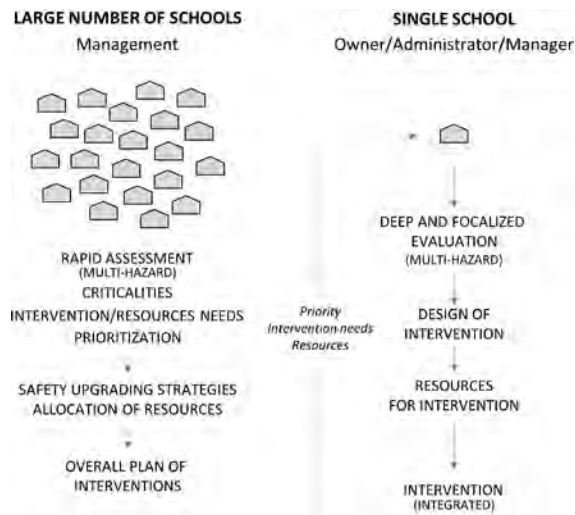 LARGE NUMBER OF SCHOOLS
Management
RAPID ASSESSMENT
(MULTI-HAZARD)
CRITICALITIES
INTERVENTION/RESOURCES NEEDS
PRIORITIZATION
SAFETY UPGRADING STRATEGIES
ALLOCATION OF RESOURCES
OVERALL PLAN OF
INTERVENTIONS
Priority
Intervention needs
Resources
SINGLE SCHOOL
Owner/Administrator/Manager
DEEP AND FOCALIZED
EVALUATION
(MULTI-HAZARD)
DESIGN OF
INTERVENTION
RESOURCES
FOR INTERVENTION
INTERVENTION
(INTEGRATED)